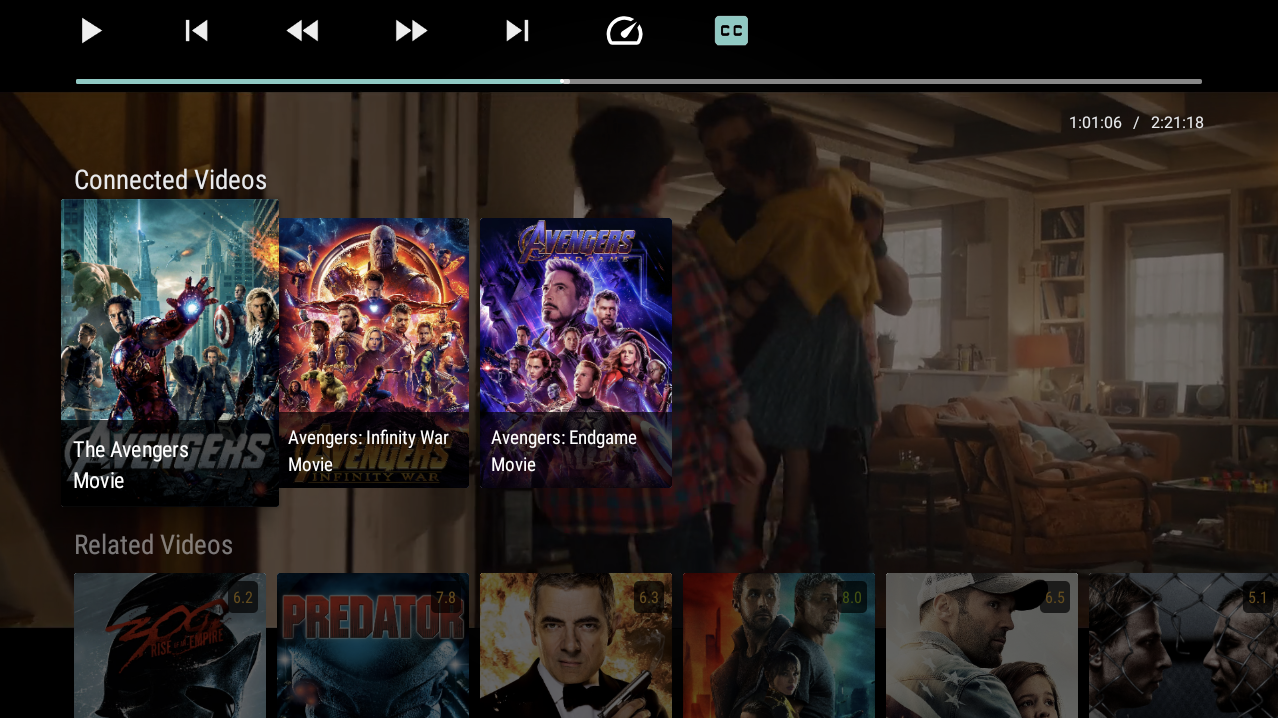 CC
1:01:06 / 2:21:18
Connected Videos
AVENGERS
ENDGAME
The Avengers
Movie
AVENGERS
Avengers: Infinity War
Movie
AVENGERS
INFINITY WAR
Avengers: Endgame
Movie
Related Videos
6.2
7.8
6.3
8.0
6.5
5.1
300
RISE of an EMPIRE
PREDATOR